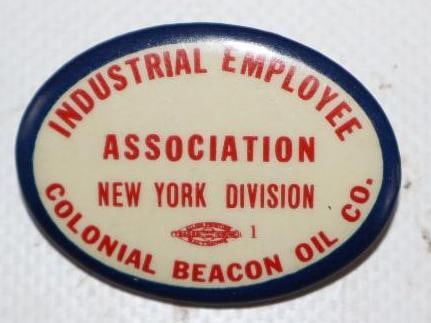 INDUSTRIAL EMPLOYEE
ASSOCIATION
NEW YORK DIVISION
1
COLONIAL BEACON OIL CO.